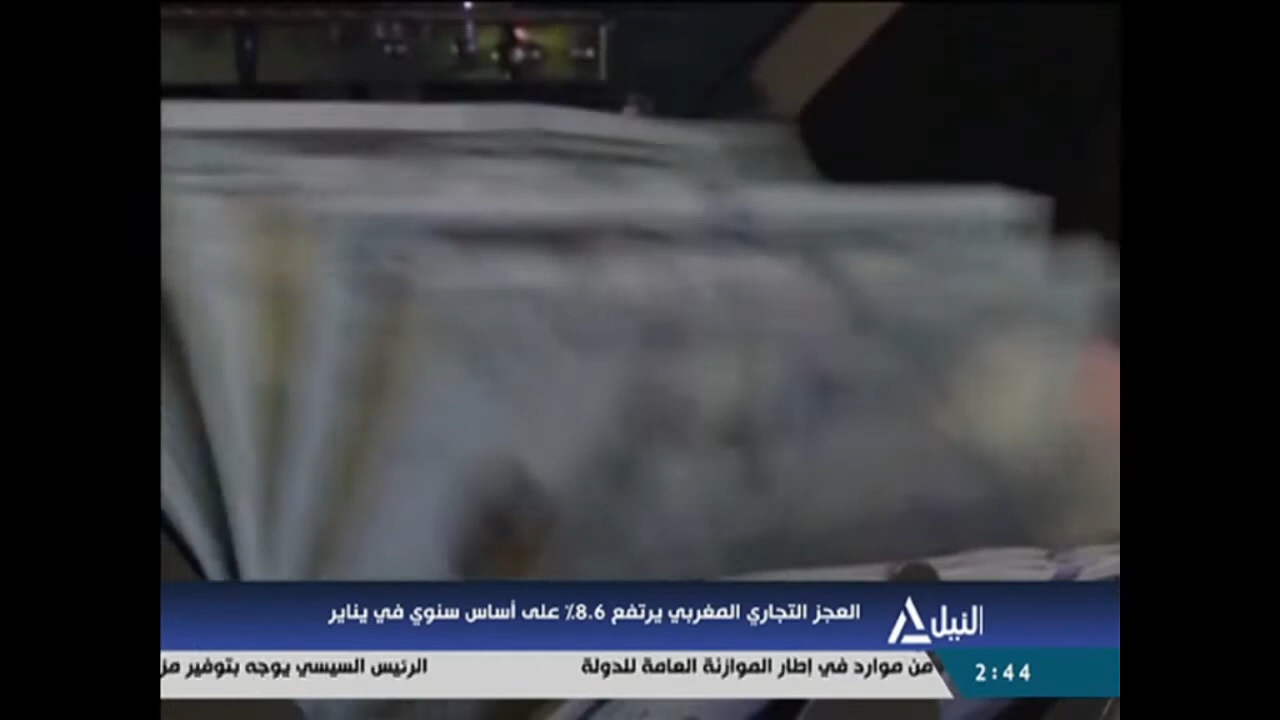 العجز التجاري المغربي يرتفع 8.6٪ على أساس سنوي في يناير
النيل
من موارد في إطار الموازنة العامة للدولة
الرئيس السيسي يوجه بتوفير
2:44